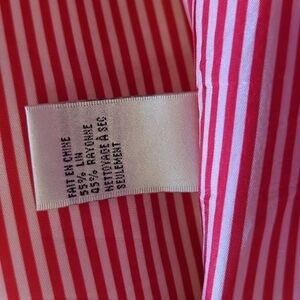 FAIT EN CHINE
55% LIN
45% RAYONNE
NETTOYAGE À SEC
SEULEMENT